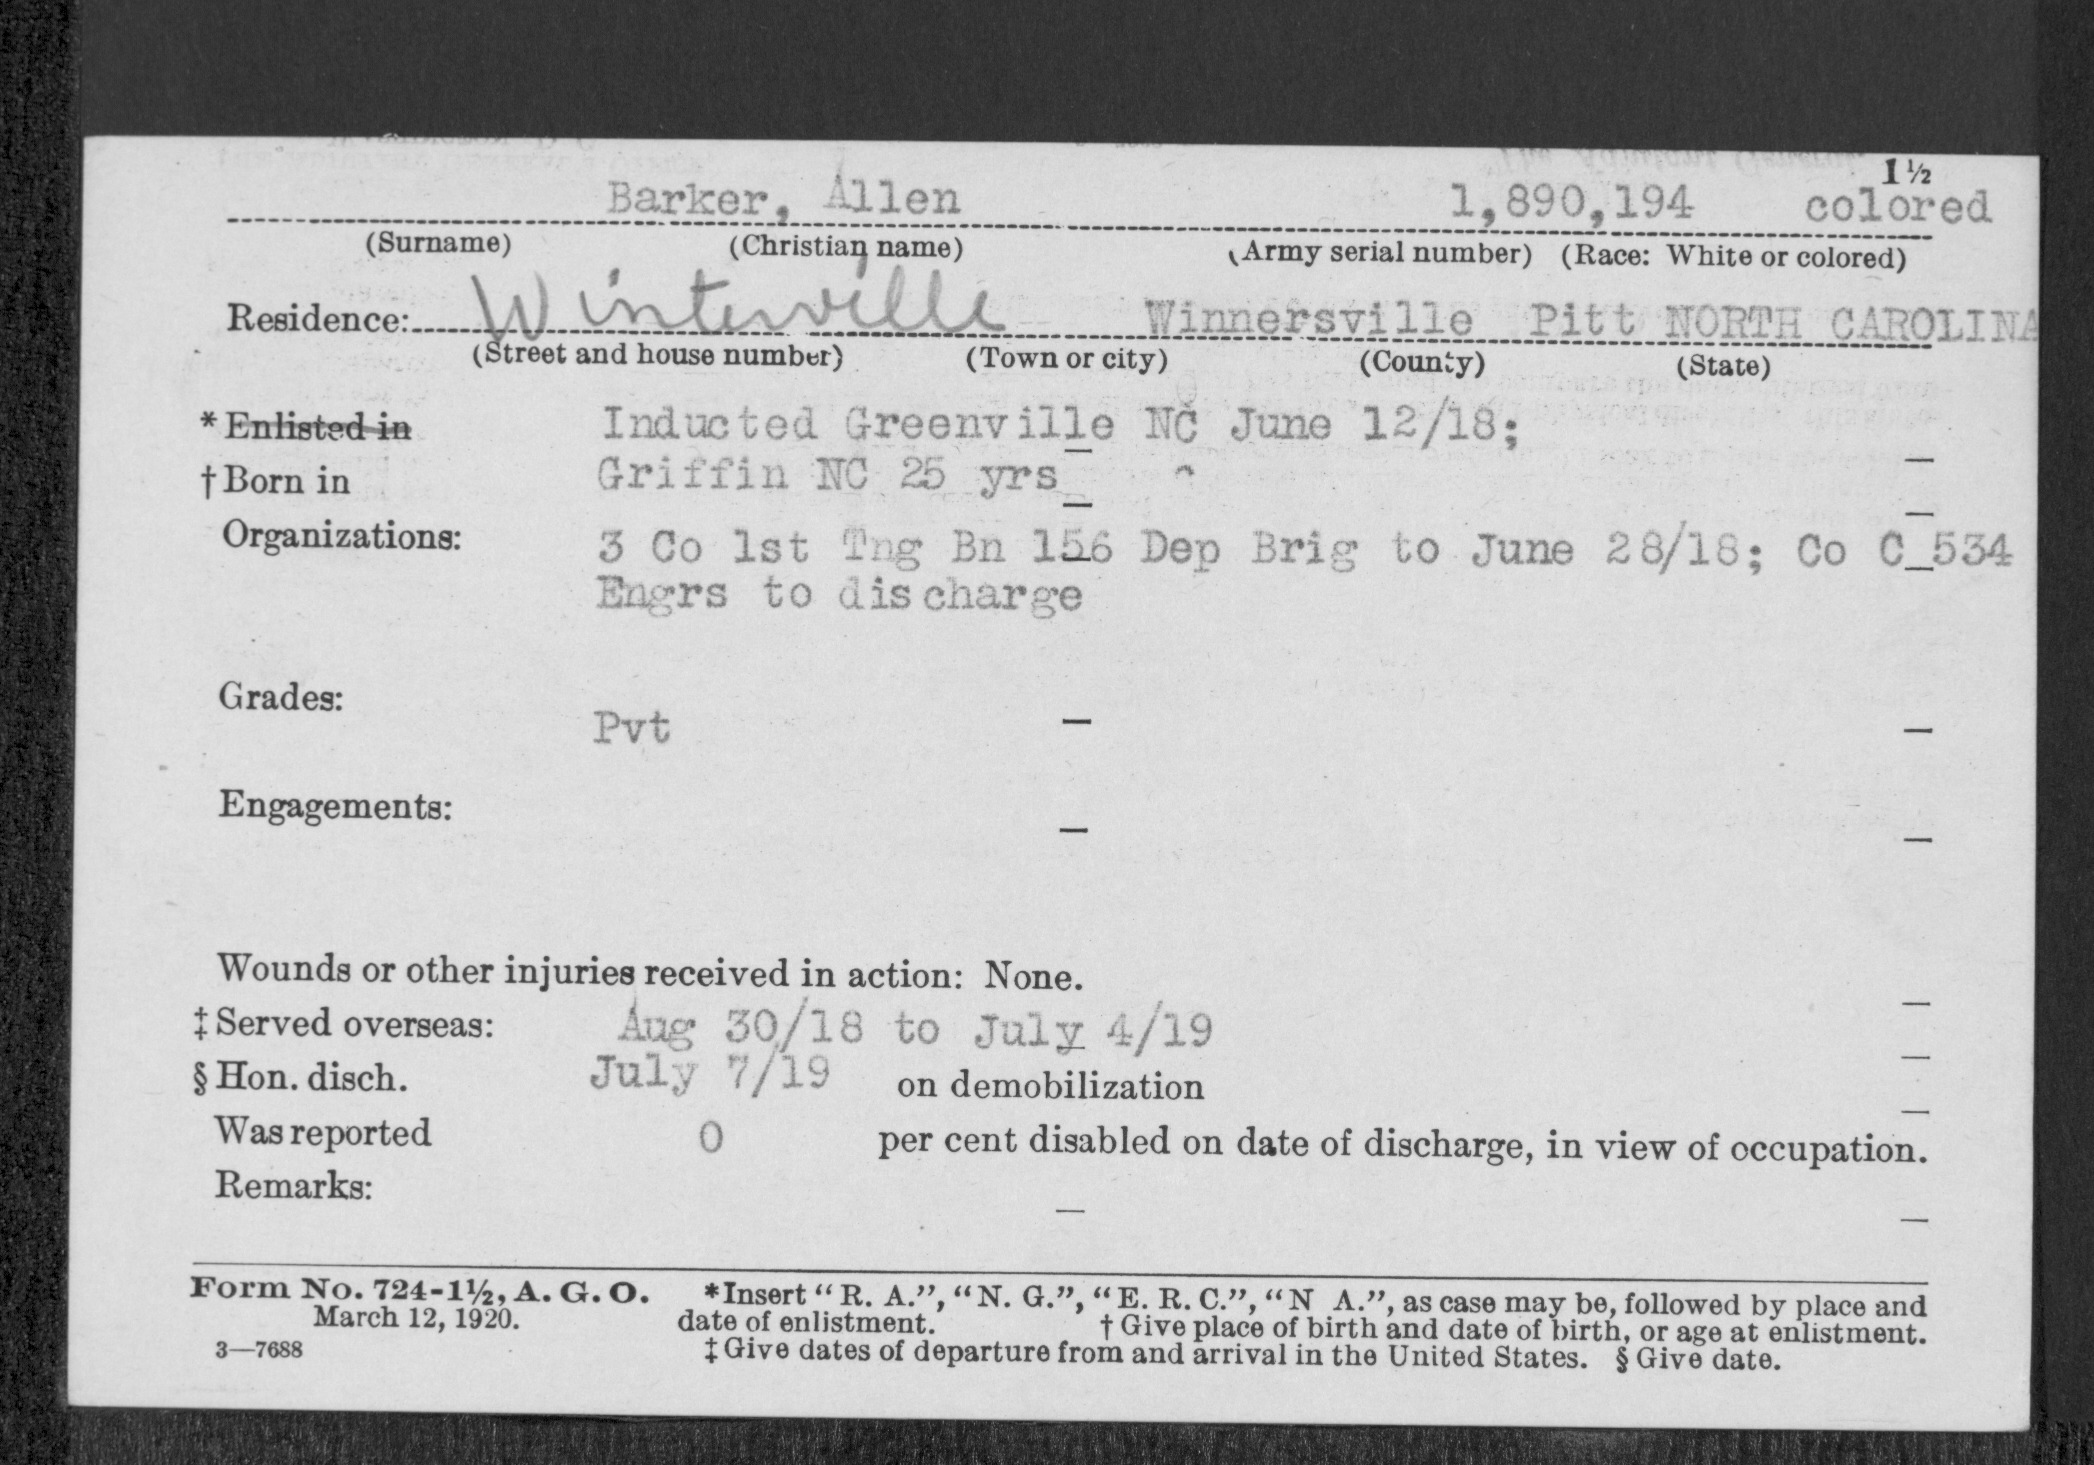 1½
Barker, Allen 1,890,194 colored
(Surname) (Christian name) (Army serial number) (Race: White or colored)
Residence: Winterville Winnersville Pitt NORTH CAROLINA
(Street and house number) (Town or city) (County) (State)
* Enlisted in Inducted Greenville NC June 12/18;
† Born in Griffin NC 25 yrs
Organizations: 3 Co 1st Tng Bn 156 Dep Brig to June 28/18; Co C 534
Engrs to discharge
Grades: Pvt
Engagements:
Wounds or other injuries received in action: None.
‡ Served overseas: Aug 30/18 to July 4/19
§ Hon. disch. July 7/19 on demobilization
Was reported 0 per cent disabled on date of discharge, in view of occupation.
Remarks:
Form No. 724-1½, A. G. O. *Insert "R. A.", "N. G.", "E. R. C.", "N A.", as case may be, followed by place and
March 12, 1920. date of enlistment. † Give place of birth and date of birth, or age at enlistment.
3—7688 ‡ Give dates of departure from and arrival in the United States. § Give date.